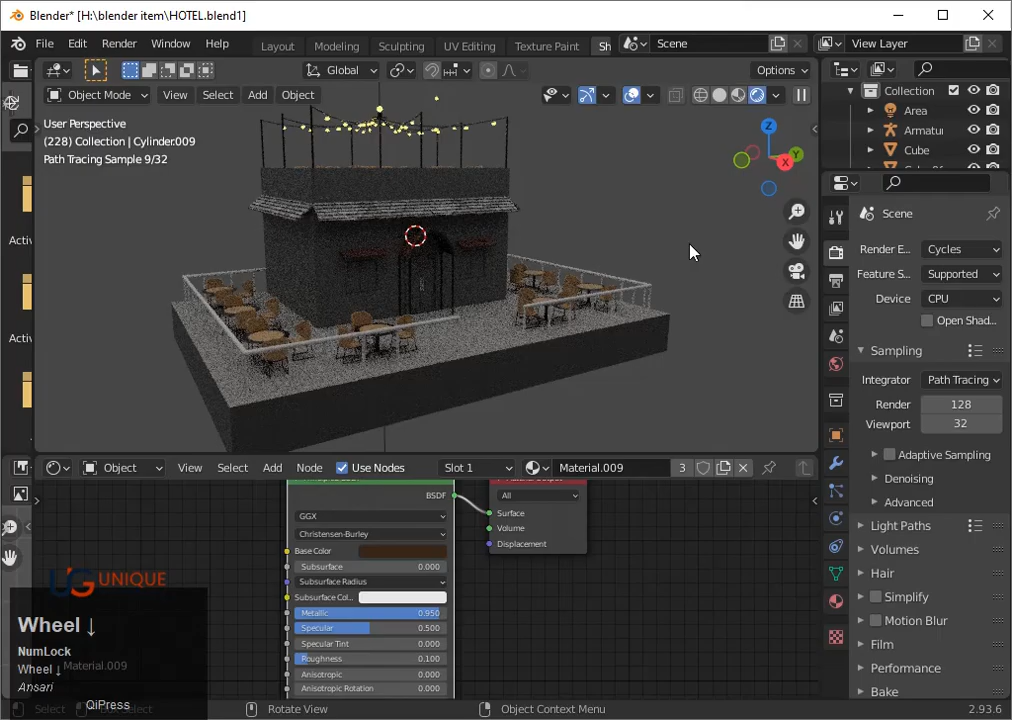 Blender* [H:\blender item\HOTEL.blend1]
File Edit Render Window Help
Layout Modeling Sculpting UV Editing Texture Paint Sh
Scene
View Layer
Global
Options
Object Mode View Select Add Object
User Perspective
(228) Collection | Cylinder.009
Path Tracing Sample 9/32
Z
Y
X
Collection
Area
Armatu
Cube
Scene
Render E... Cycles
Feature S... Supported
Device CPU
Open Shad...
Sampling
Integrator Path Tracing
Render 128
Viewport 32
Adaptive Sampling
Denoising
Advanced
Light Paths
Volumes
Hair
Simplify
Motion Blur
Film
Performance
Bake
Activ
Activ
Object View Select Add Node Use Nodes Slot 1 Material.009 3
BSDF
GGX
Christensen-Burley
Base Color
Subsurface 0.000
Subsurface Radius
Subsurface Col...
Metallic 0.950
Specular 0.500
Specular Tint 0.000
Roughness 0.100
Anisotropic 0.000
Anisotropic Rotation 0.000
All
Surface
Volume
Displacement
UG UNIQUE
Wheel ↓
NumLock
Wheel ↓
Material.009
Ansari
QiPress
Select
Rotate View
Object Context Menu
2.93.6